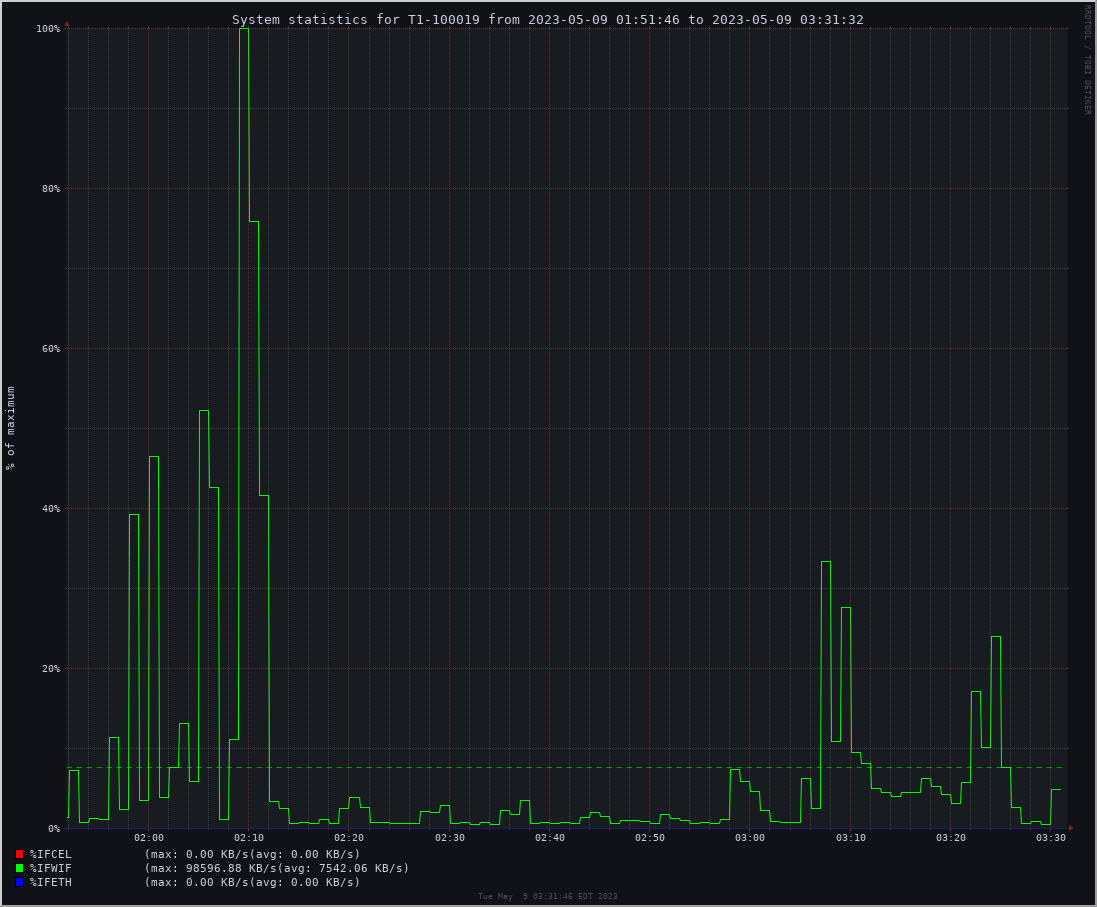 System statistics for T1-100019 from 2023-05-09 01:51:46 to 2023-05-09 03:31:32
RRDTOOL / TOBI OETIKER
100%
80%
60%
40%
20%
0%
% of maximum
02:00 02:10 02:20 02:30 02:40 02:50 03:00 03:10 03:20 03:30
%IFCEL (max: 0.00 KB/s(avg: 0.00 KB/s)
%IFWIF (max: 98596.88 KB/s(avg: 7542.06 KB/s)
%IFETH (max: 0.00 KB/s(avg: 0.00 KB/s)
Tue May 9 03:31:46 EDT 2023